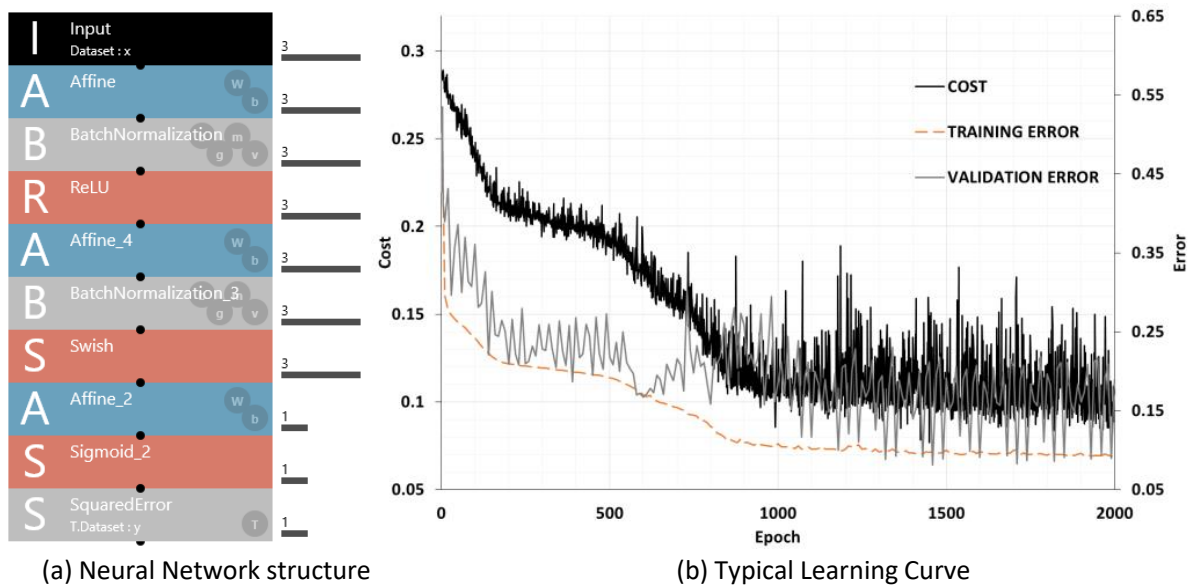 I
Input
Dataset : x
3
A
Affine
W
b
3
B
BatchNormalization
m
g
v
3
R
ReLU
3
A
Affine_4
W
b
3
B
BatchNormalization_3
g
v
3
S
Swish
3
A
Affine_2
W
b
1
S
Sigmoid_2
1
S
SquaredError
T.Dataset : y
T
1
(a) Neural Network structure
0.3
0.25
0.2
0.15
0.1
0.05
Cost
0.65
0.55
0.45
0.35
0.25
0.15
0.05
Error
COST
TRAINING ERROR
VALIDATION ERROR
0
500
1000
1500
2000
Epoch
(b) Typical Learning Curve